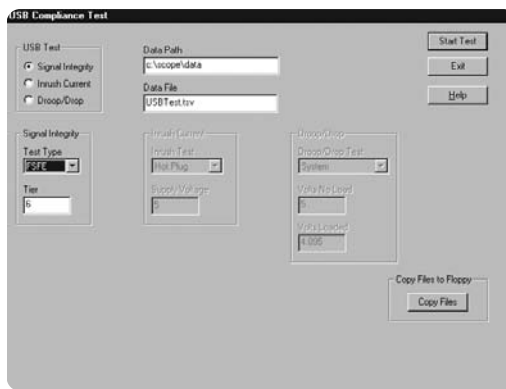 USB Compliance Test
USB Test
Signal Integrity
Inrush Current
Droop/Drop
Data Path
c:\scope\data
Data File
USBTest.tsv
Start Test
Exit
Help
Signal Integrity
Test Type
FSFE
Tier
6
Inrush Current
Inrush Test
Hot Plug
Supply Voltage
5
Droop/Drop
Droop/Drop Test
System
Volts No Load
5
Volts Loaded
4.095
Copy Files to Floppy
Copy Files